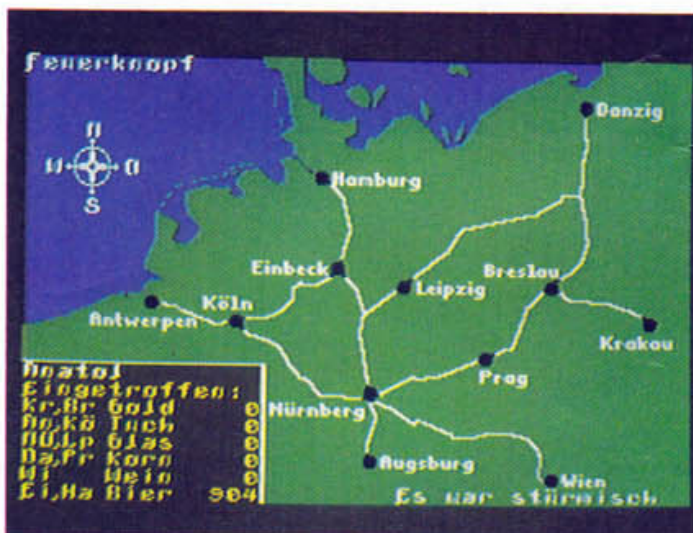 Feuerknopf
N
W O
S
Danzig
Hamburg
Einbeck
Leipzig
Breslau
Antwerpen
Köln
Krakau
Prag
Nürnberg
Augsburg
Wien
Anatol
Eingetroffen:
Kr,Br Gold 0
An,Kö Tuch 0
NÜ,Lp Glas 0
Da,Pr Korn 0
Wi Wein 0
Ei,Ha Bier 904
Es war stürmisch